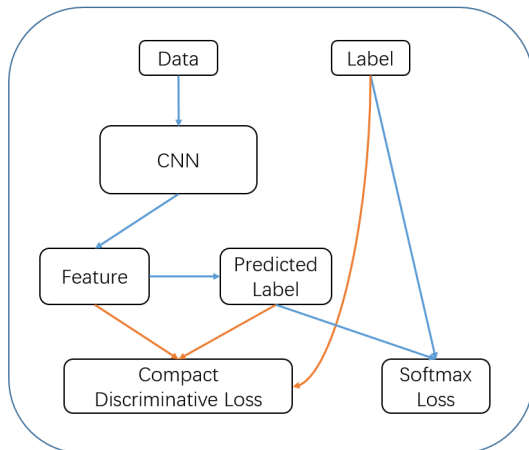 Data
Label
CNN
Feature
Predicted
Label
Compact
Discriminative Loss
Softmax
Loss